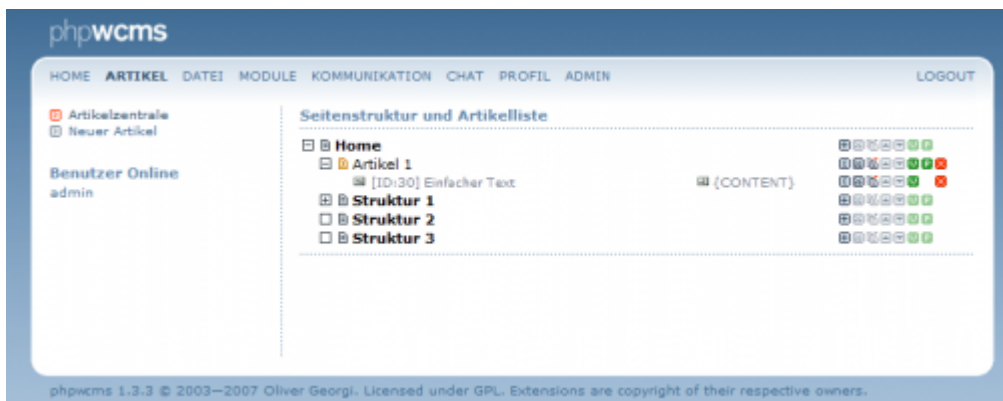 phpwcms
HOME ARTIKEL DATEI MODULE KOMMUNIKATION CHAT PROFIL ADMIN LOGOUT
Artikelzentrale
Neuer Artikel
Benutzer Online
admin
Seitenstruktur und Artikelliste
Home
Artikel 1
[ID:30] Einfacher Text {CONTENT}
Struktur 1
Struktur 2
Struktur 3
phpwcms 1.3.3 © 2003—2007 Oliver Georgi. Licensed under GPL. Extensions are copyright of their respective owners.